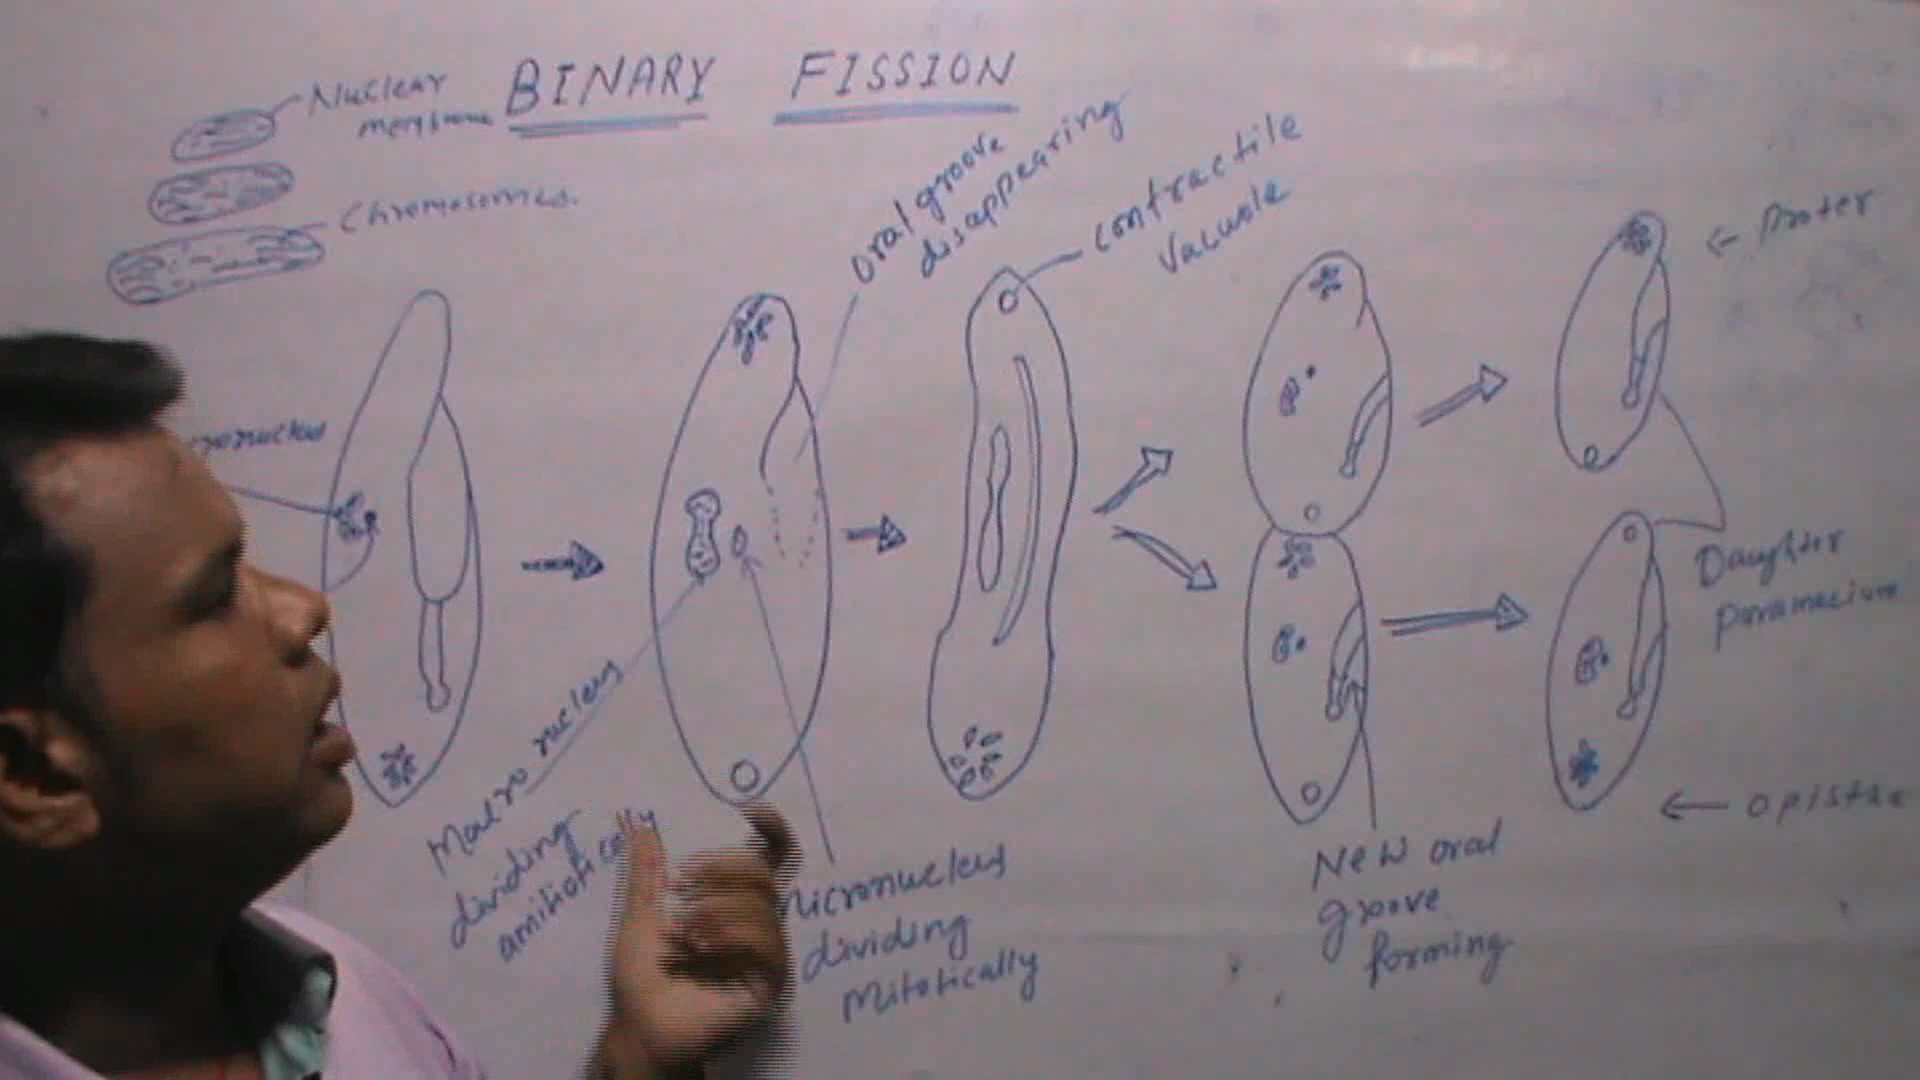 BINARY FISSION
Nuclear
membrane
Chromosomes.
Oral groove
disappearing
contractile
Vacuole
← Proter
Daughter
paramecium
← opisthe
Macro nucleus
dividing
amitotically
Micronucleus
dividing
Mitotically
New oral
groove
forming